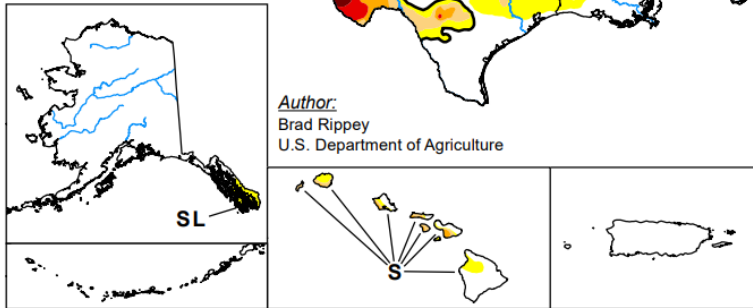 Author:
Brad Rippey
U.S. Department of Agriculture
SL
S